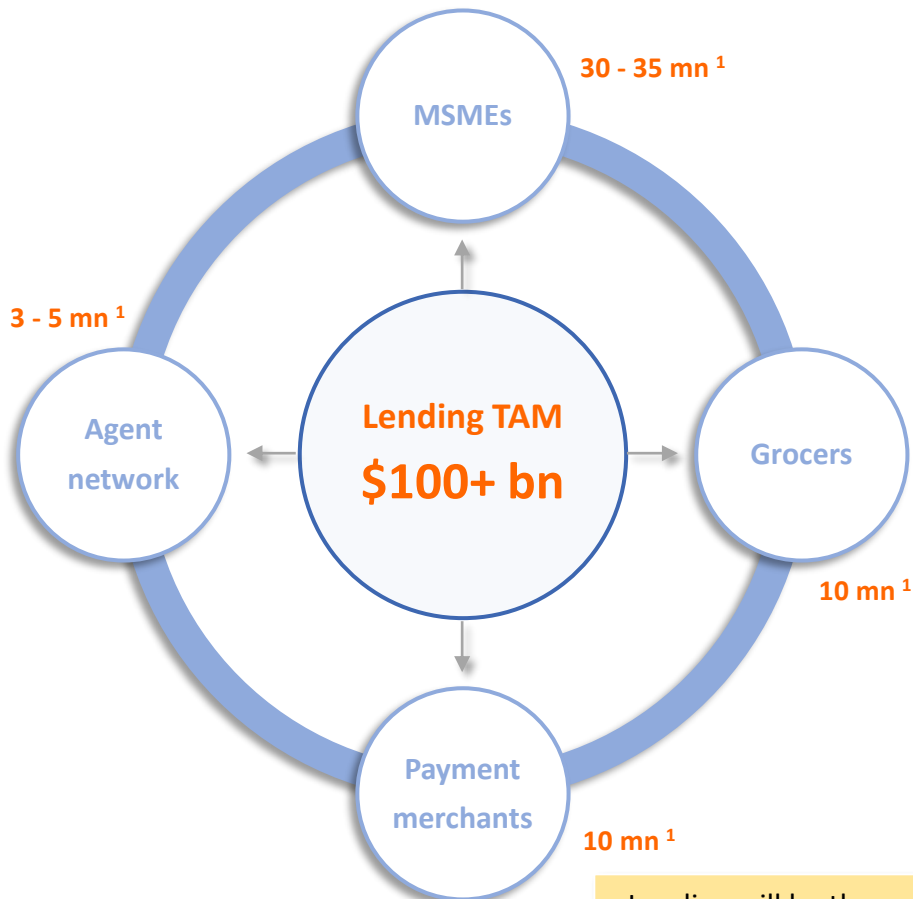 30 - 35 mn ¹
MSMEs
3 - 5 mn ¹
Agent
network
Lending TAM
$100+ bn
Grocers
10 mn ¹
Payment
merchants
10 mn ¹